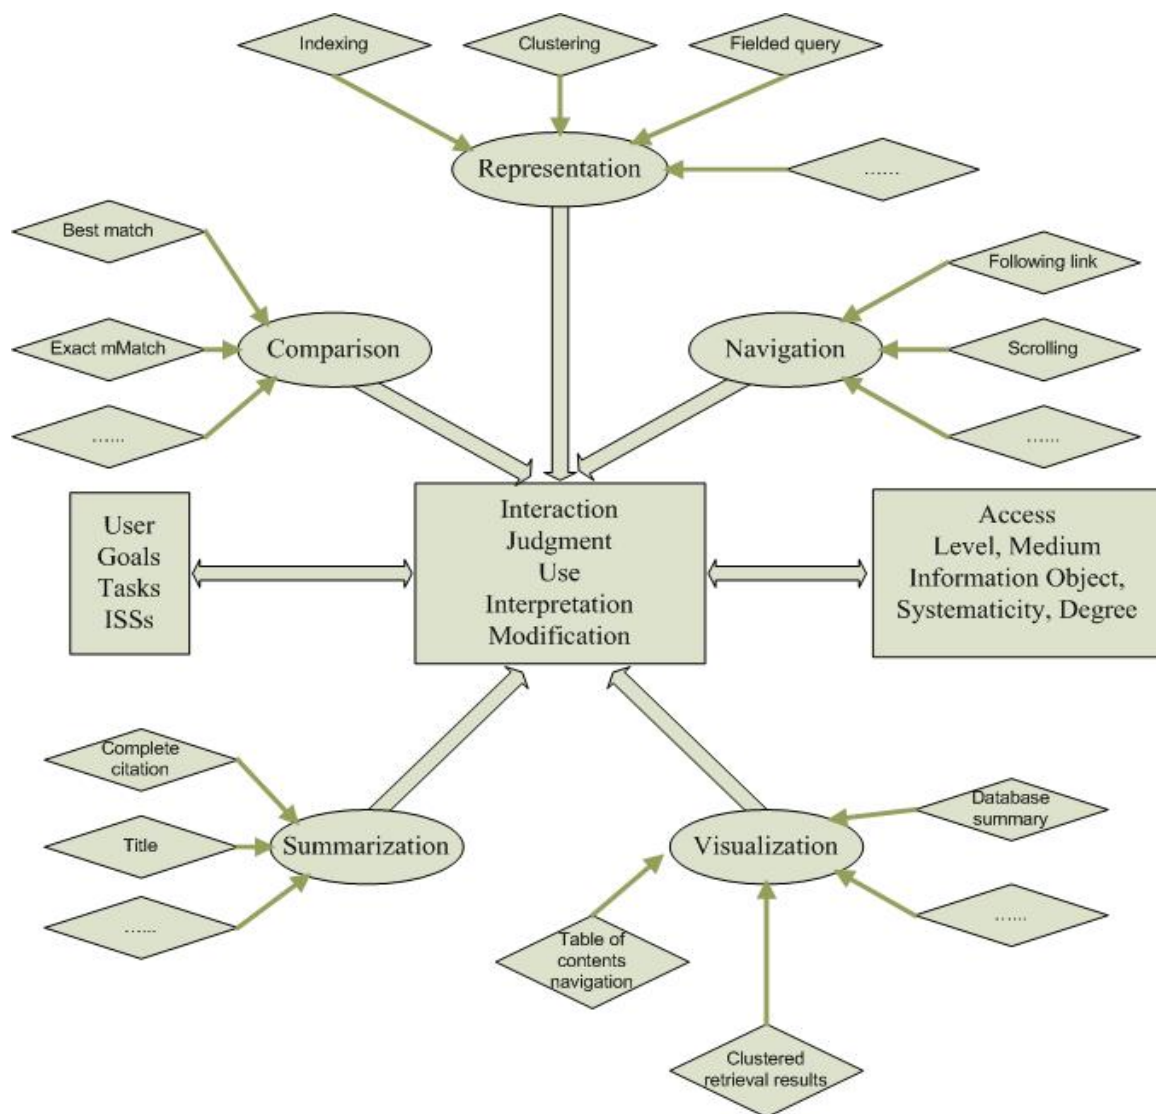 Indexing
Clustering
Fielded query
Representation
......
Best match
Following link
Exact mMatch
Comparison
Navigation
Scrolling
......
......
User
Goals
Tasks
ISSs
Interaction
Judgment
Use
Interpretation
Modification
Access
Level, Medium
Information Object,
Systematicity, Degree
Complete
citation
Database
summary
Title
Summarization
Visualization
......
......
Table of
contents
navigation
Clustered
retrieval results